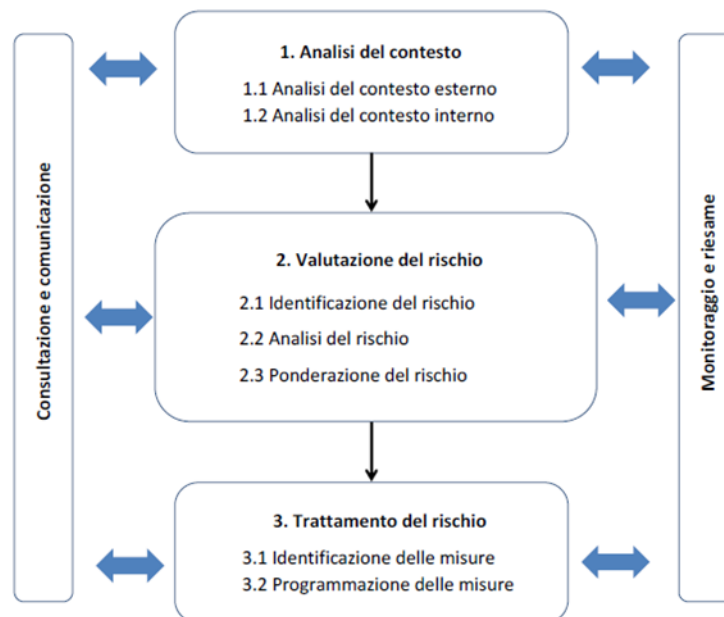 Consultazione e comunicazione
1. Analisi del contesto
1.1 Analisi del contesto esterno
1.2 Analisi del contesto interno
2. Valutazione del rischio
2.1 Identificazione del rischio
2.2 Analisi del rischio
2.3 Ponderazione del rischio
3. Trattamento del rischio
3.1 Identificazione delle misure
3.2 Programmazione delle misure
Monitoraggio e riesame